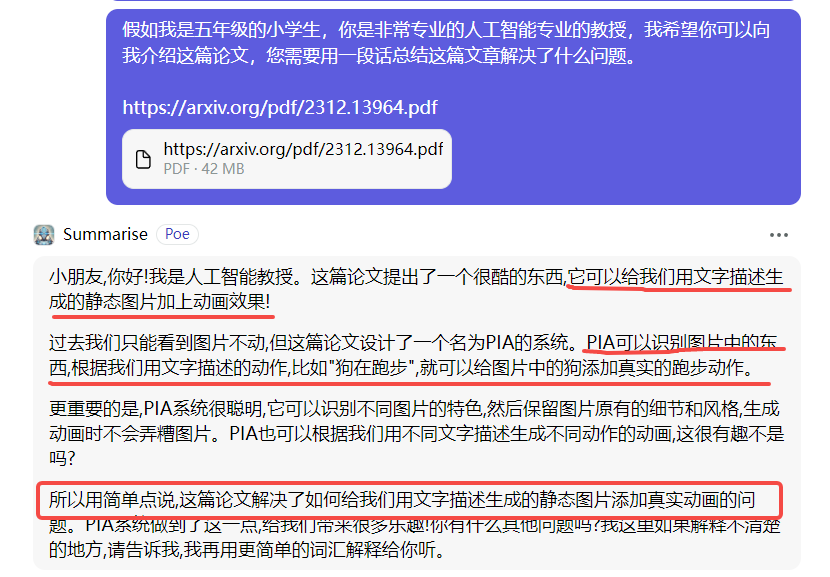 假如我是五年级的小学生，你是非常专业的人工智能专业的教授，我希望你可以向
我介绍这篇论文，您需要用一段话总结这篇文章解决了什么问题。
https://arxiv.org/pdf/2312.13964.pdf
https://arxiv.org/pdf/2312.13964.pdf
PDF · 42 MB
Summarise Poe
小朋友,你好!我是人工智能教授。这篇论文提出了一个很酷的东西,它可以给我们用文字描述生
成的静态图片加上动画效果!
过去我们只能看到图片不动,但这篇论文设计了一个名为PIA的系统。PIA可以识别图片中的东
西,根据我们用文字描述的动作,比如"狗在跑步",就可以给图片中的狗添加真实的跑步动作。
更重要的是,PIA系统很聪明,它可以识别不同图片的特色,然后保留图片原有的细节和风格,生成
动画时不会弄糟图片。PIA也可以根据我们用不同文字描述生成不同动作的动画,这很有趣不是
吗?
所以用简单点说,这篇论文解决了如何给我们用文字描述生成的静态图片添加真实动画的问
题。PIA系统做到了这一点,给我们带来很多乐趣!你有什么其他问题吗?我这里如果解释不清楚
的地方,请告诉我,我再用更简单的词汇解释给你听。